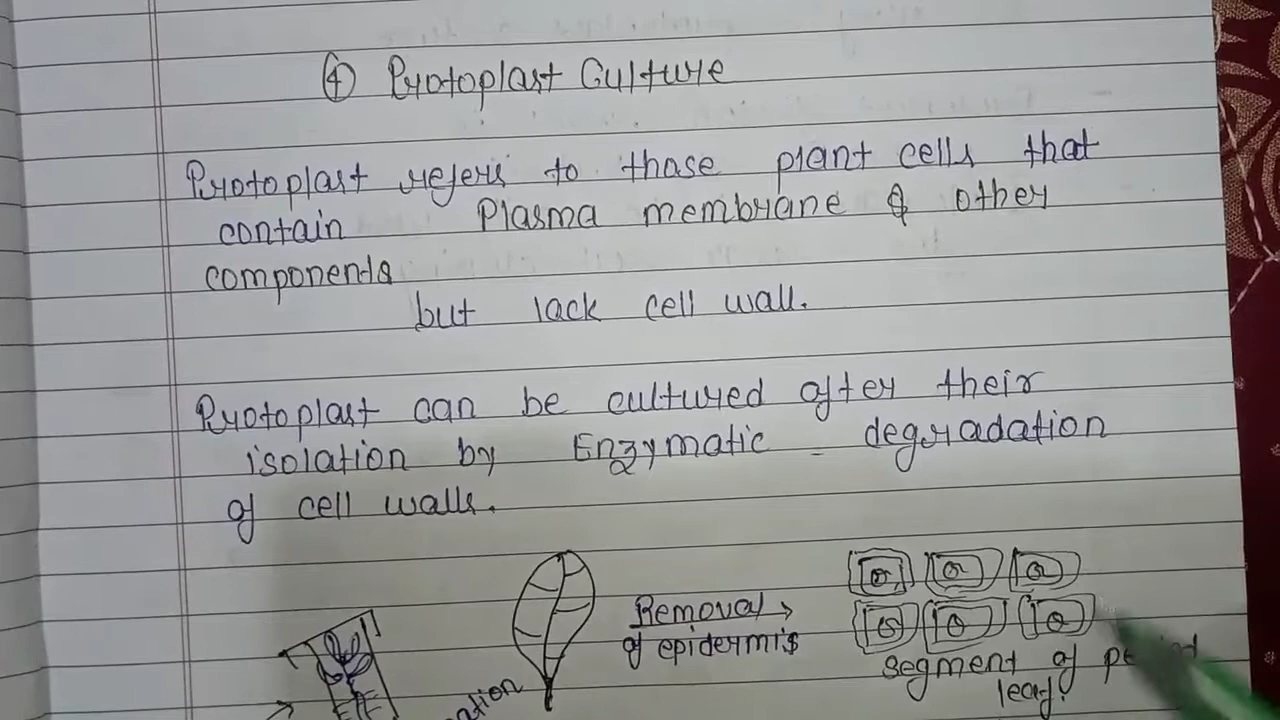 ④ Protoplast Culture
Protoplast refers to those plant cells that
contain Plasma membrane & other
components
but lack cell wall.
Protoplast can be cultured after their
isolation by Enzymatic degradation
of cell walls.
Removal →
of epidermis
segment of
leaf.